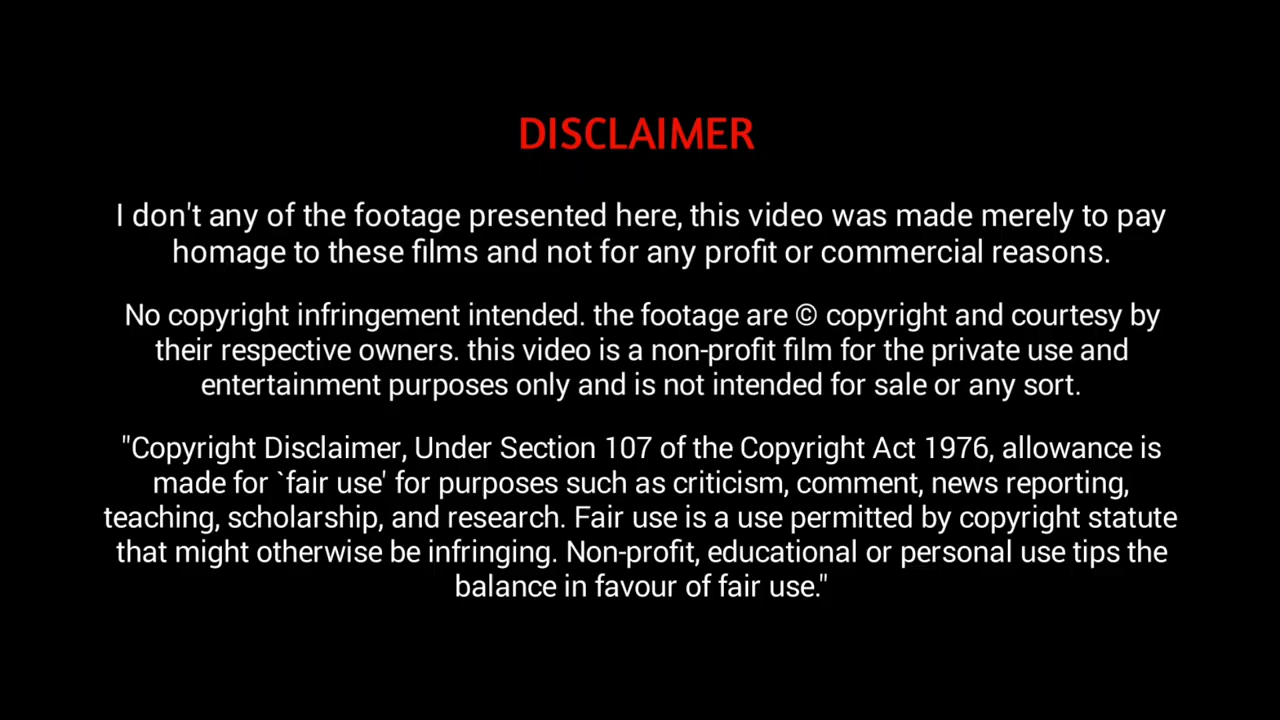 DISCLAIMER
I don't any of the footage presented here, this video was made merely to pay
homage to these films and not for any profit or commercial reasons.
No copyright infringement intended. the footage are © copyright and courtesy by
their respective owners. this video is a non-profit film for the private use and
entertainment purposes only and is not intended for sale or any sort.
"Copyright Disclaimer, Under Section 107 of the Copyright Act 1976, allowance is
made for `fair use' for purposes such as criticism, comment, news reporting,
teaching, scholarship, and research. Fair use is a use permitted by copyright statute
that might otherwise be infringing. Non-profit, educational or personal use tips the
balance in favour of fair use."